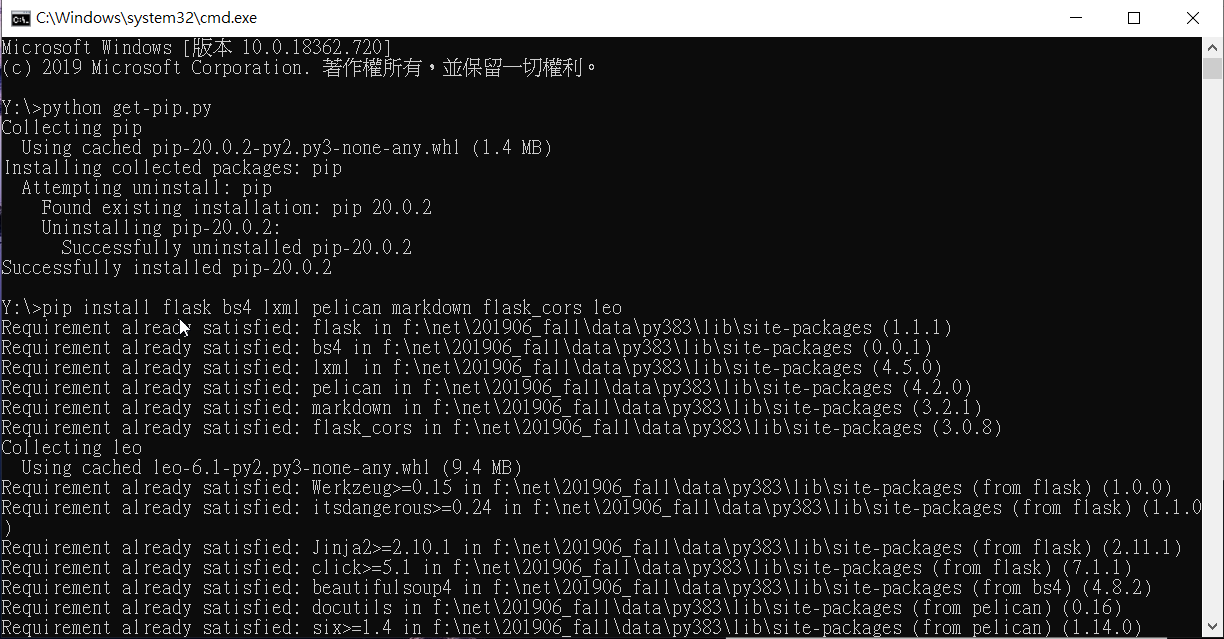 C:\Windows\system32\cmd.exe
Microsoft Windows [版本 10.0.18362.720]
(c) 2019 Microsoft Corporation. 著作權所有，並保留一切權利。
Y:\>python get-pip.py
Collecting pip
  Using cached pip-20.0.2-py2.py3-none-any.whl (1.4 MB)
Installing collected packages: pip
  Attempting uninstall: pip
    Found existing installation: pip 20.0.2
    Uninstalling pip-20.0.2:
      Successfully uninstalled pip-20.0.2
Successfully installed pip-20.0.2
Y:\>pip install flask bs4 lxml pelican markdown flask_cors leo
Requirement already satisfied: flask in f:\net\201906_fall\data\py383\lib\site-packages (1.1.1)
Requirement already satisfied: bs4 in f:\net\201906_fall\data\py383\lib\site-packages (0.0.1)
Requirement already satisfied: lxml in f:\net\201906_fall\data\py383\lib\site-packages (4.5.0)
Requirement already satisfied: pelican in f:\net\201906_fall\data\py383\lib\site-packages (4.2.0)
Requirement already satisfied: markdown in f:\net\201906_fall\data\py383\lib\site-packages (3.2.1)
Requirement already satisfied: flask_cors in f:\net\201906_fall\data\py383\lib\site-packages (3.0.8)
Collecting leo
  Using cached leo-6.1-py2.py3-none-any.whl (9.4 MB)
Requirement already satisfied: Werkzeug>=0.15 in f:\net\201906_fall\data\py383\lib\site-packages (from flask) (1.0.0)
Requirement already satisfied: itsdangerous>=0.24 in f:\net\201906_fall\data\py383\lib\site-packages (from flask) (1.1.0
)
Requirement already satisfied: Jinja2>=2.10.1 in f:\net\201906_fall\data\py383\lib\site-packages (from flask) (2.11.1)
Requirement already satisfied: click>=5.1 in f:\net\201906_fall\data\py383\lib\site-packages (from flask) (7.1.1)
Requirement already satisfied: beautifulsoup4 in f:\net\201906_fall\data\py383\lib\site-packages (from bs4) (4.8.2)
Requirement already satisfied: docutils in f:\net\201906_fall\data\py383\lib\site-packages (from pelican) (0.16)
Requirement already satisfied: six>=1.4 in f:\net\201906_fall\data\py383\lib\site-packages (from pelican) (1.14.0)